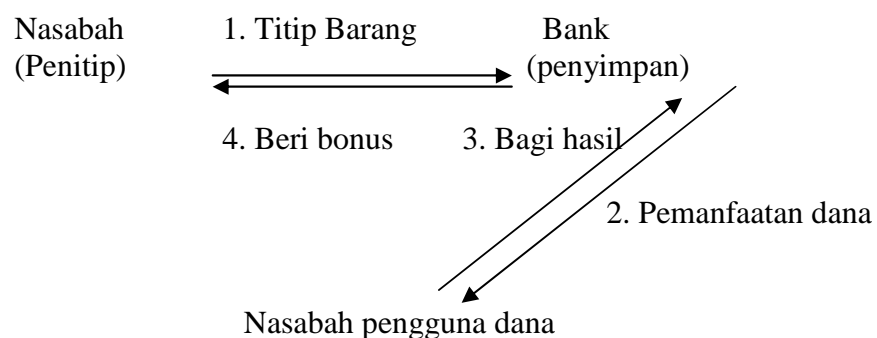 Nasabah 1. Titip Barang Bank
(Penitip) (penyimpan)
4. Beri bonus 3. Bagi hasil
2. Pemanfaatan dana
Nasabah pengguna dana